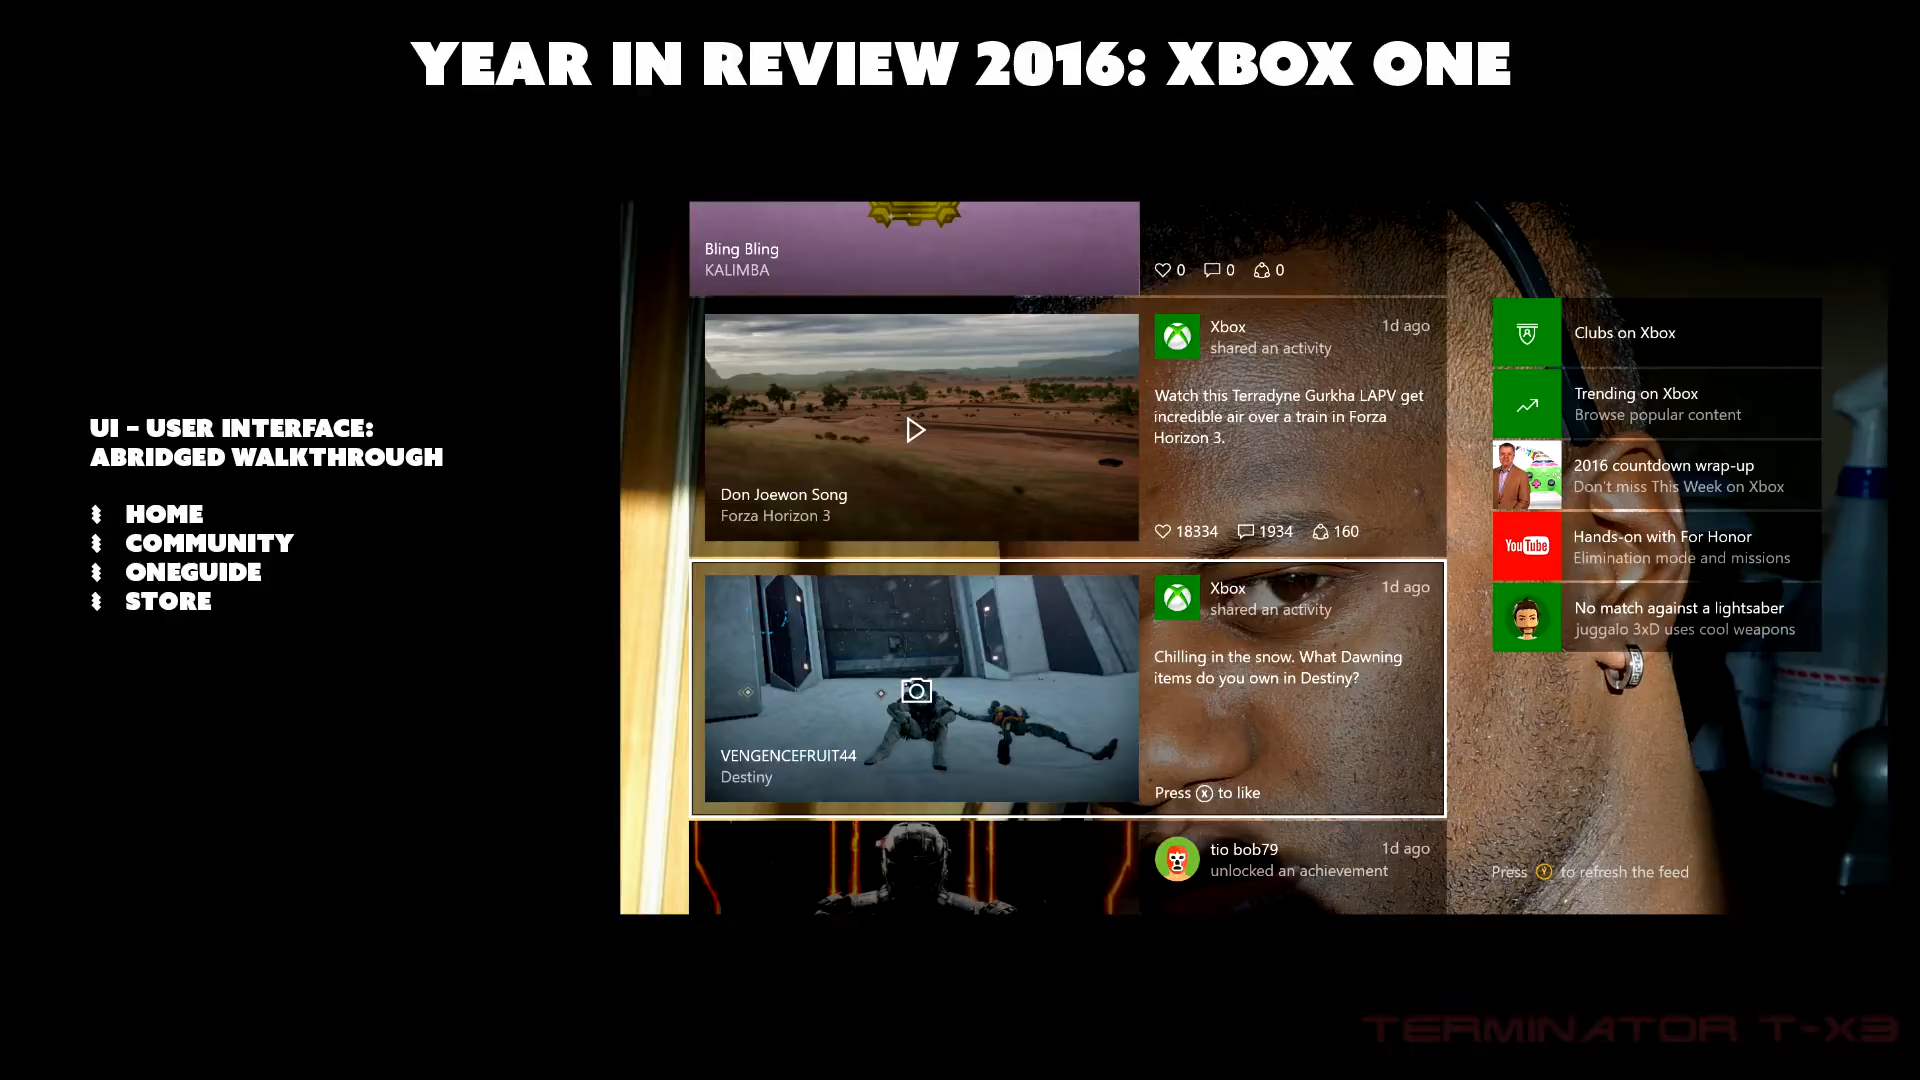 YEAR IN REVIEW 2016: XBOX ONE
UI – USER INTERFACE:
ABRIDGED WALKTHROUGH
HOME
COMMUNITY
ONEGUIDE
STORE
Bling Bling
KALIMBA
0 0 0
Don Joewon Song
Forza Horizon 3
Xbox 1d ago
shared an activity
Watch this Terradyne Gurkha LAPV get
incredible air over a train in Forza
Horizon 3.
18334 1934 160
VENGENCEFRUIT44
Destiny
Xbox 1d ago
shared an activity
Chilling in the snow. What Dawning
items do you own in Destiny?
Press X to like
tio bob79 1d ago
unlocked an achievement
Clubs on Xbox
Trending on Xbox
Browse popular content
2016 countdown wrap-up
Don't miss This Week on Xbox
YouTube
Hands-on with For Honor
Elimination mode and missions
No match against a lightsaber
juggalo 3xD uses cool weapons
Press Y to refresh the feed
TERMINATOR T-X3